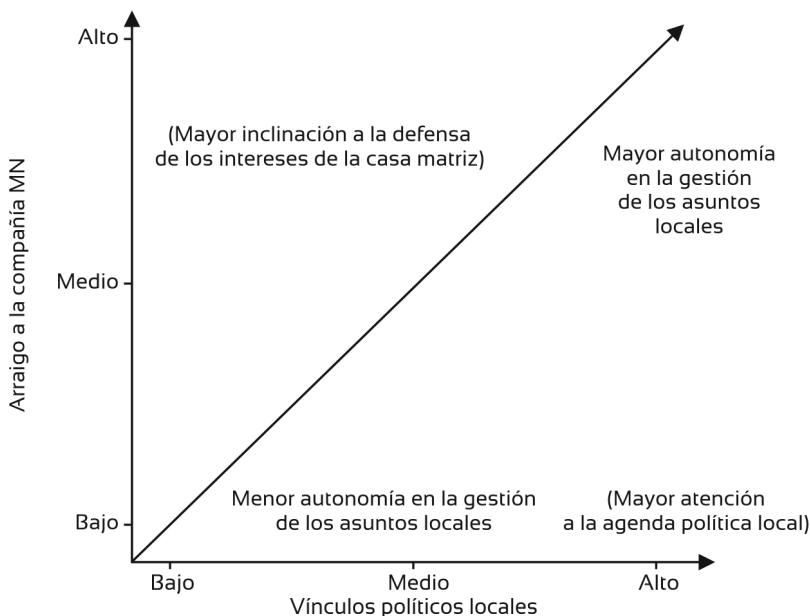 Alto
(Mayor inclinación a la defensa
de los intereses de la casa matriz)
Mayor autonomía
en la gestión
de los asuntos
locales
Arraigo a la compañía MN
Medio
Menor autonomía en la gestión
de los asuntos locales
(Mayor atención
a la agenda política local)
Bajo
Bajo
Medio
Alto
Vínculos políticos locales